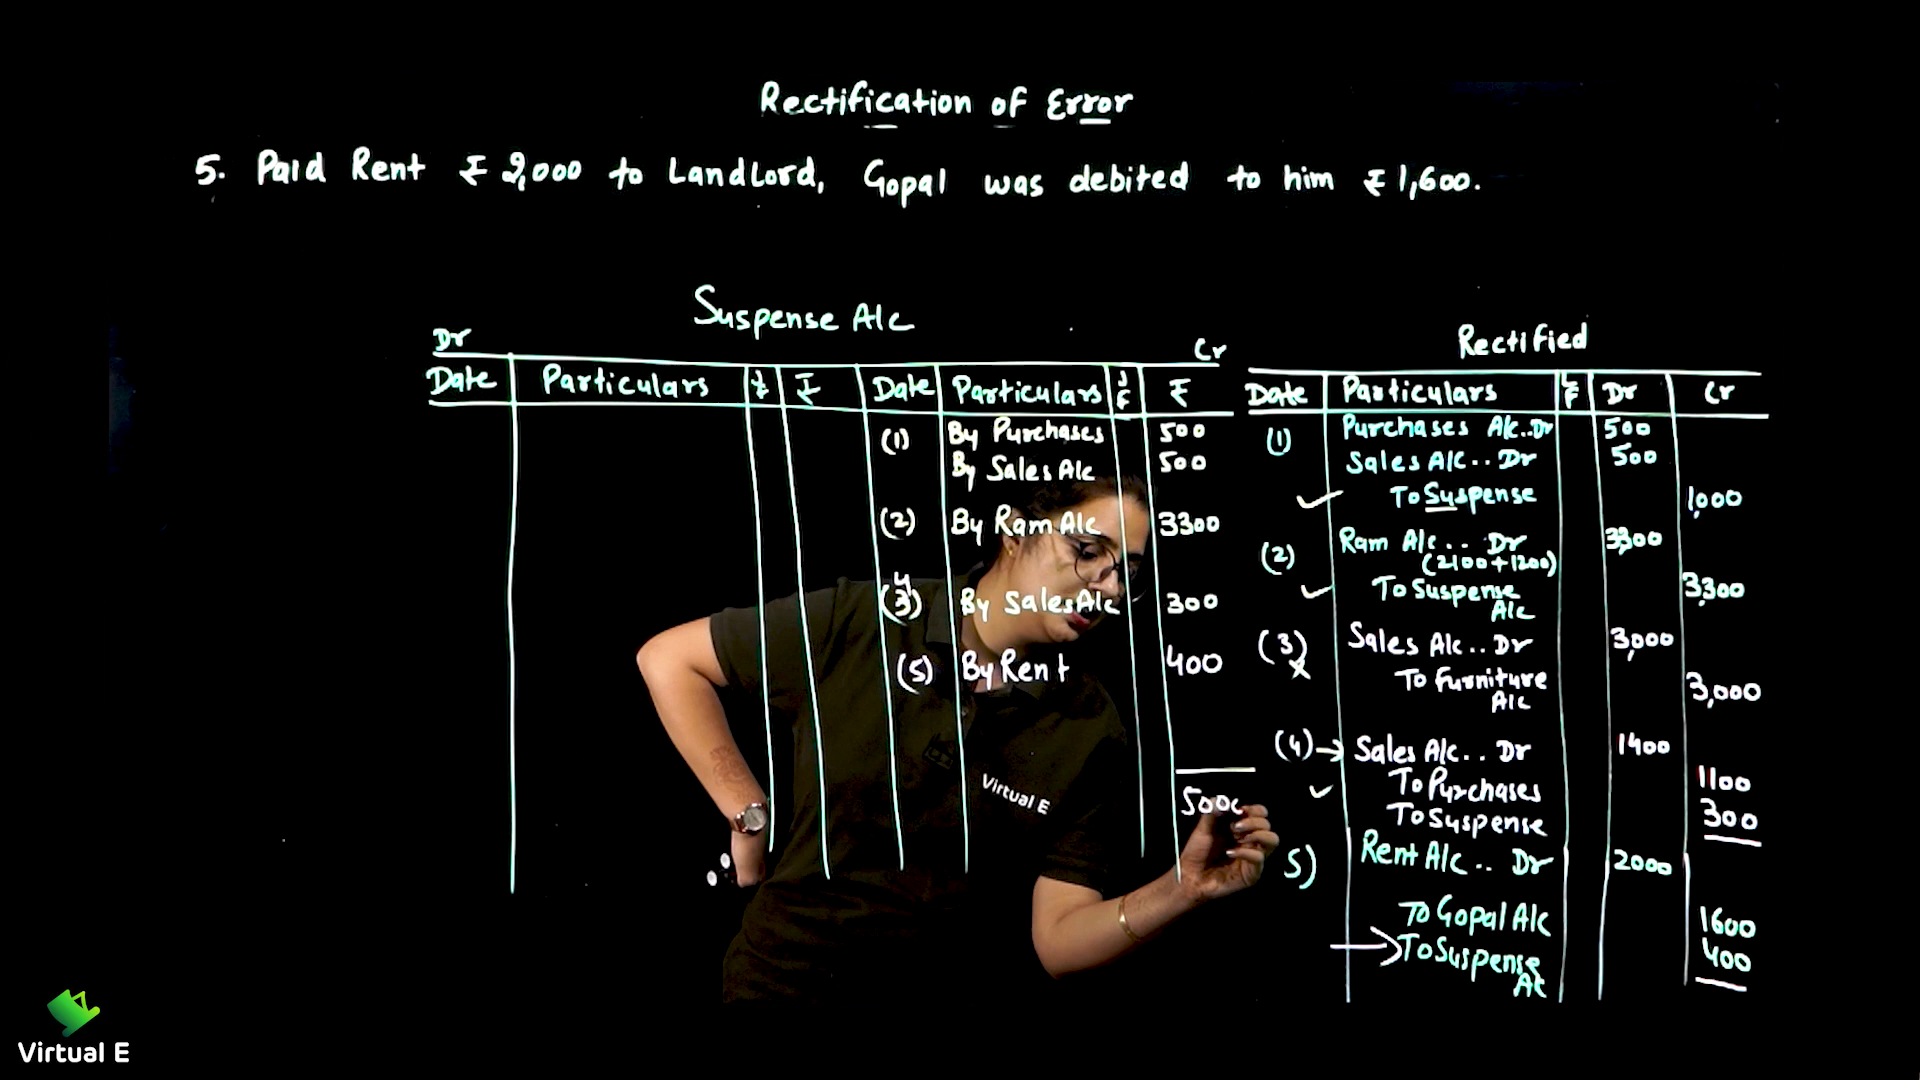 Rectification of Error
5. Paid Rent ₹ 2,000 to Landlord, Gopal was debited to him ₹ 1,600.
Suspense A/c
Dr
Cr
Date Particulars J.F ₹ Date Particulars J.F ₹
(1) By Purchases 500
By Sales A/c 500
(2) By Ram A/c 3300
4
(3) By Sales A/c 300
(5) By Rent 400
500
Rectified
Date Particulars L.F Dr Cr
(1) Purchases A/c..Dr 500
Sales A/c.. Dr 500
✓ To Suspense 1,000
(2) Ram A/c.. Dr 3,300
(2100+1200)
✓ To Suspense A/c 3,300
(3) x Sales A/c.. Dr 3,000
To Furniture A/c 3,000
(4)→ Sales A/c.. Dr 1400
✓ To Purchases 1100
To Suspense 300
5) Rent A/c.. Dr 2000
To Gopal A/c 1600
→ To Suspense Ac 400
Virtual E
Virtual E